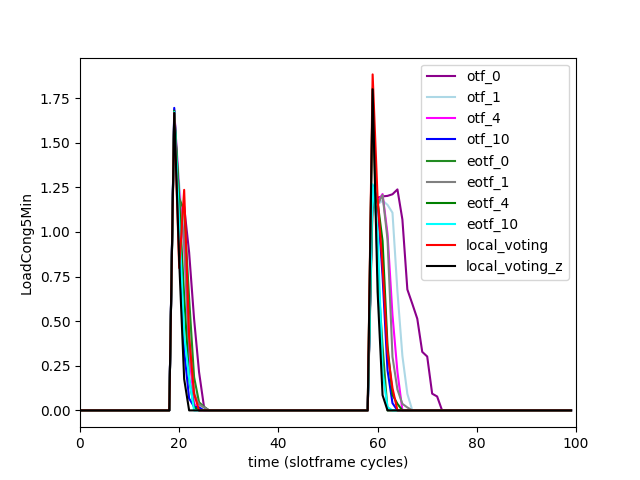 LoadCong5Min
1.75
1.50
1.25
1.00
0.75
0.50
0.25
0.00
0 20 40 60 80 100
time (slotframe cycles)
otf_0
otf_1
otf_4
otf_10
eotf_0
eotf_1
eotf_4
eotf_10
local_voting
local_voting_z